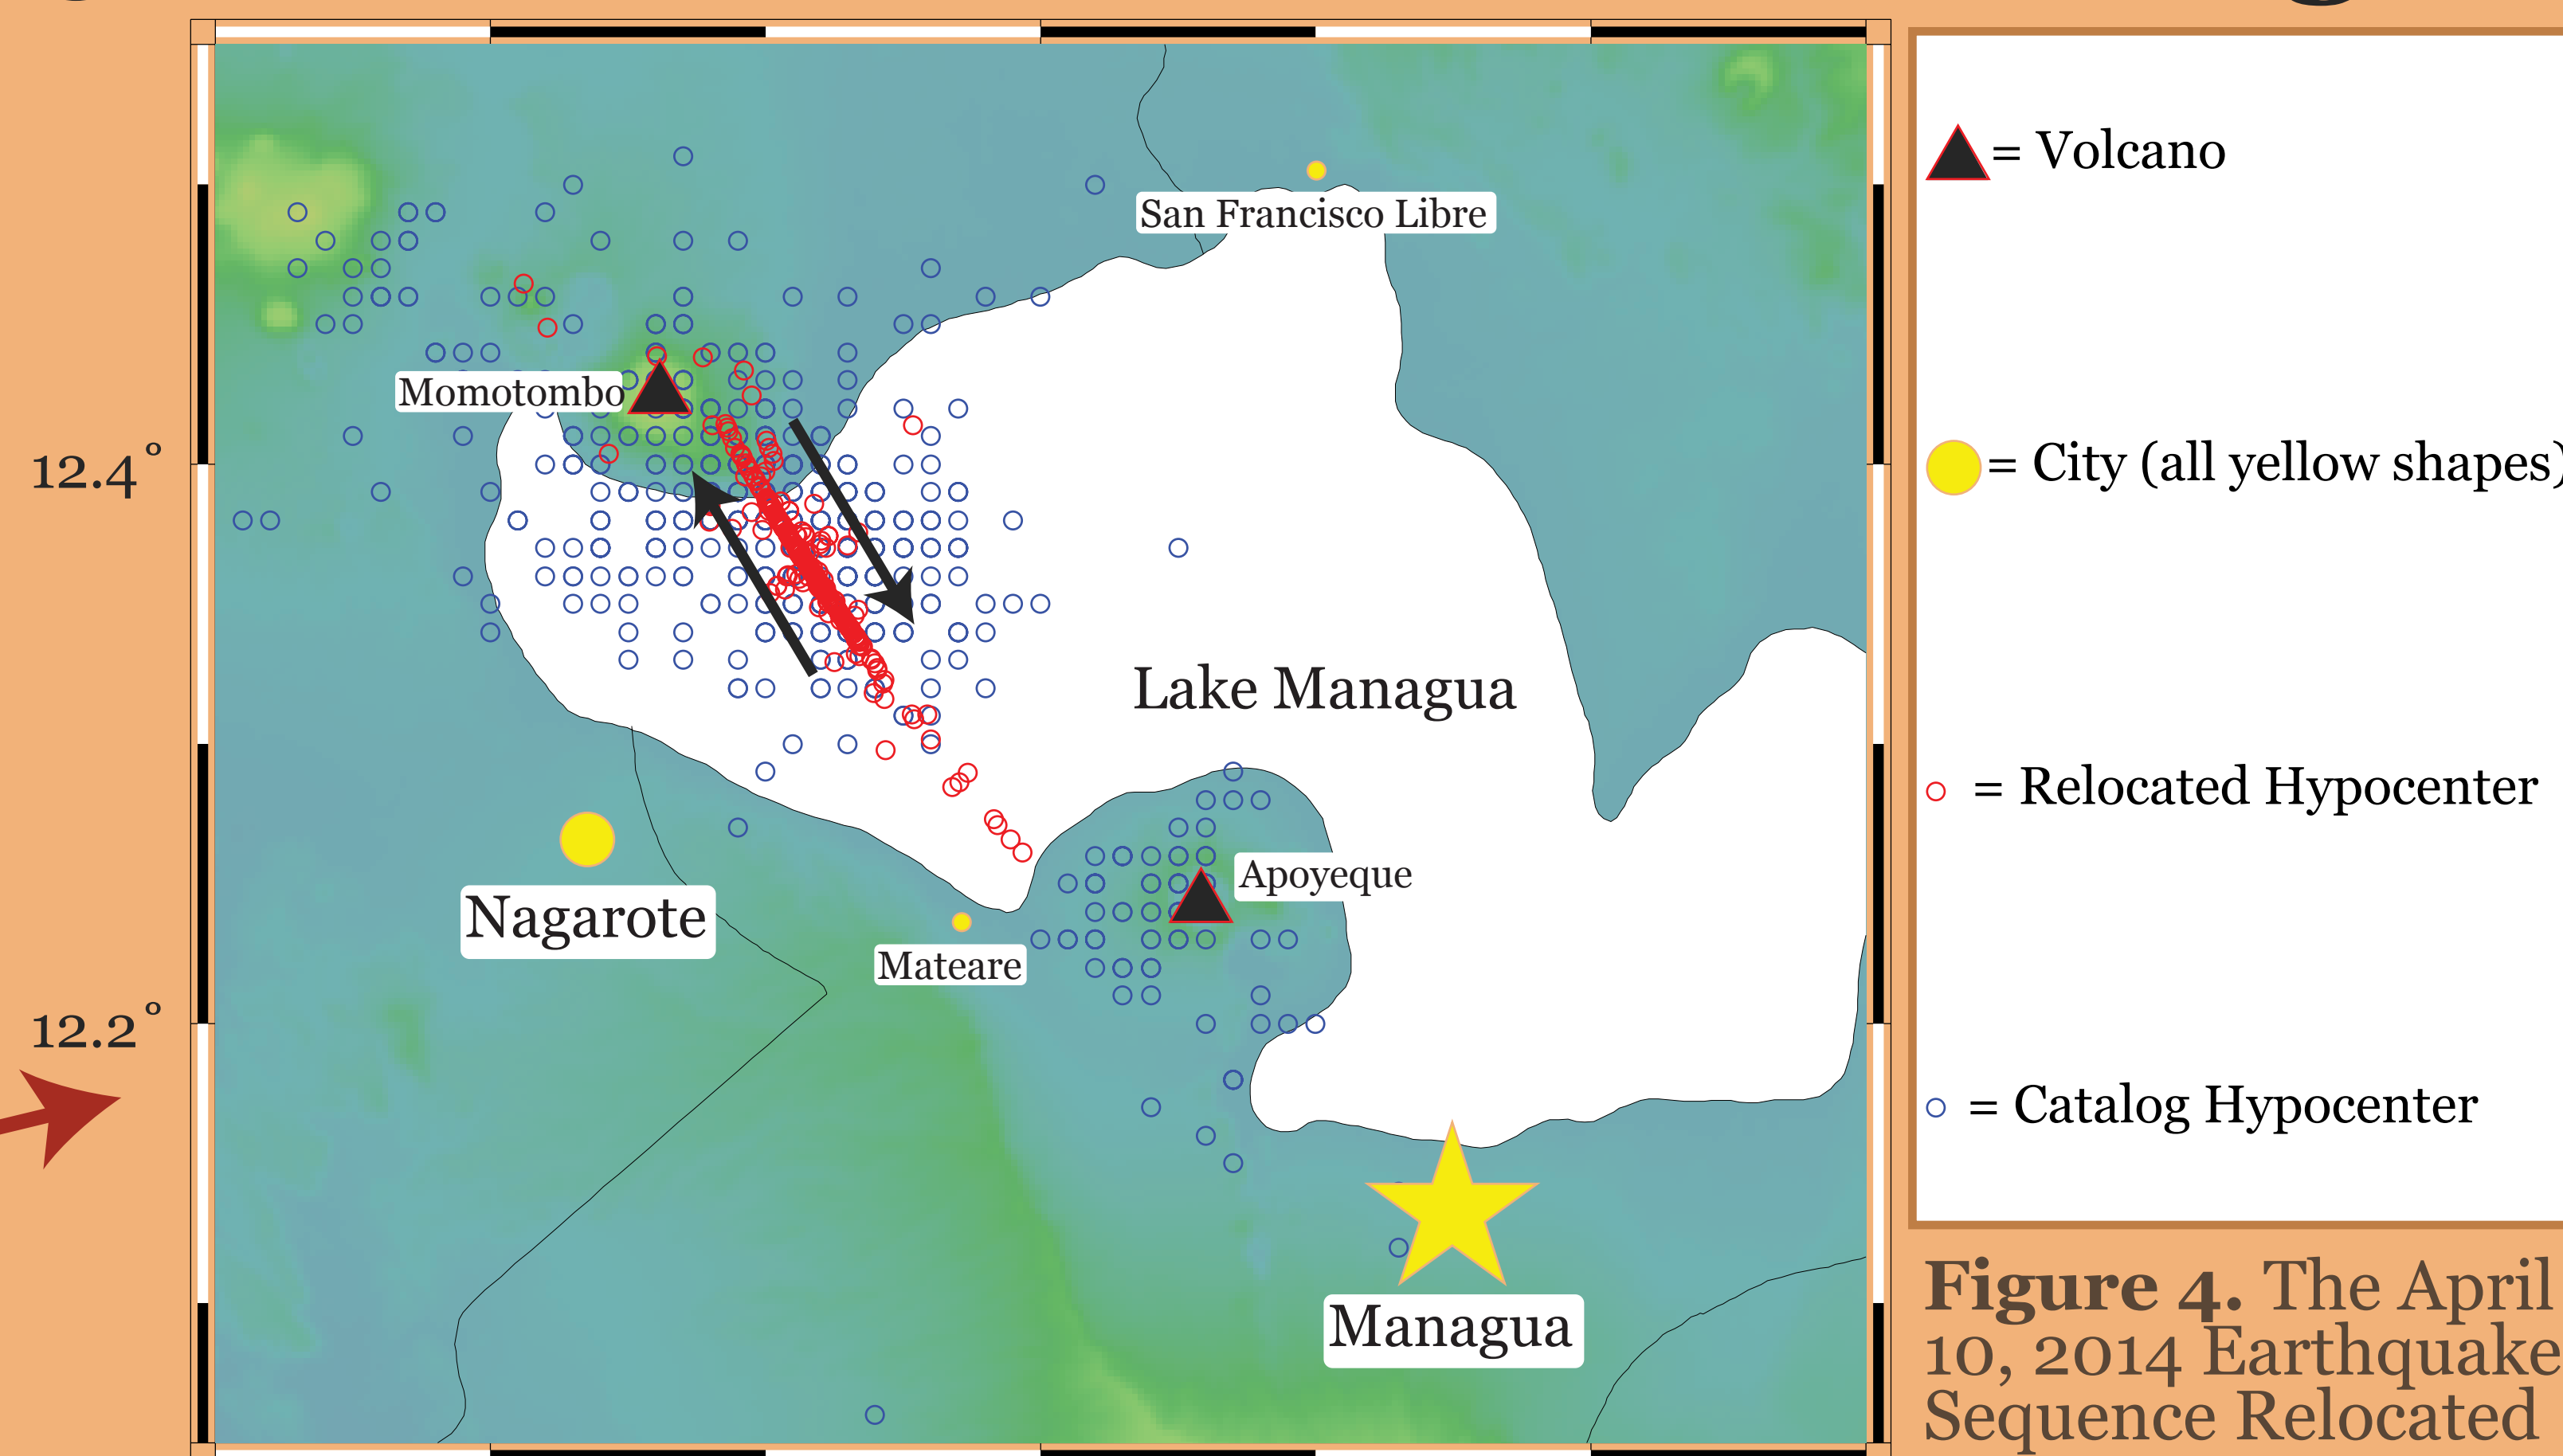 San Francisco Libre
Momotombo
12.4°
Lake Managua
Apoyeque
Nagarote
Mateare
12.2°
Managua
= Volcano
= City (all yellow shapes)
= Relocated Hypocenter
= Catalog Hypocenter
Figure 4. The April
10, 2014 Earthquake
Sequence Relocated